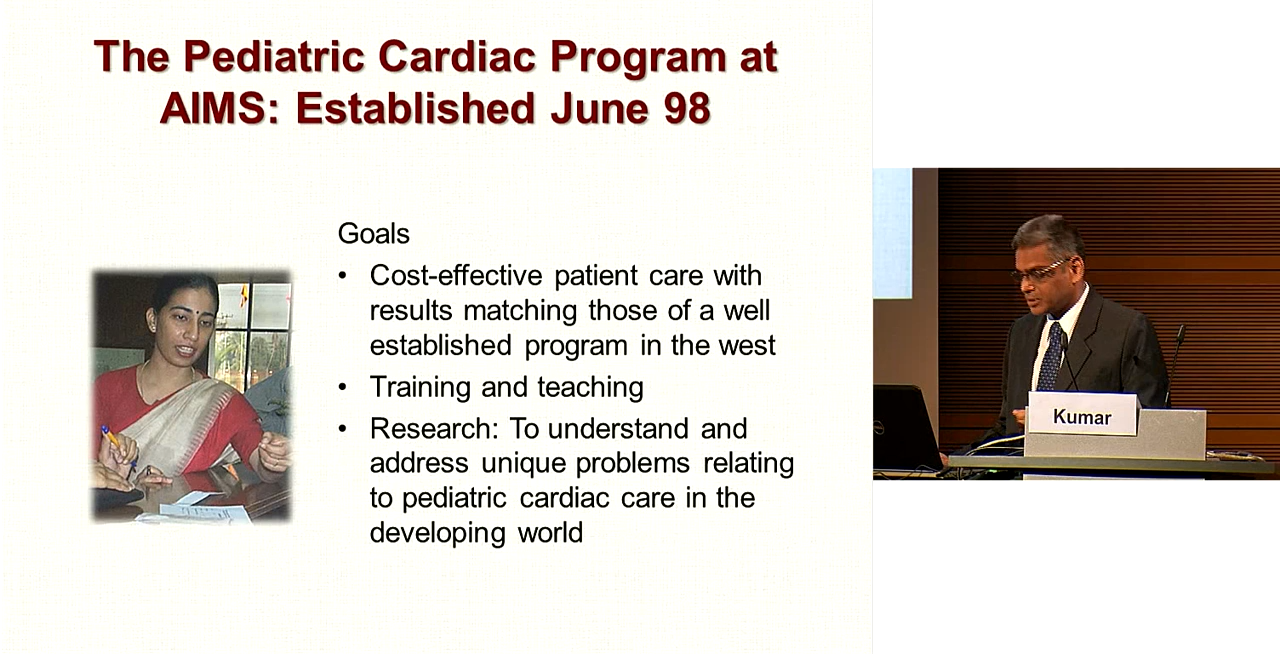 The Pediatric Cardiac Program at
AIMS: Established June 98
Goals
• Cost-effective patient care with
results matching those of a well
established program in the west
• Training and teaching
• Research: To understand and
address unique problems relating
to pediatric cardiac care in the
developing world
Kumar